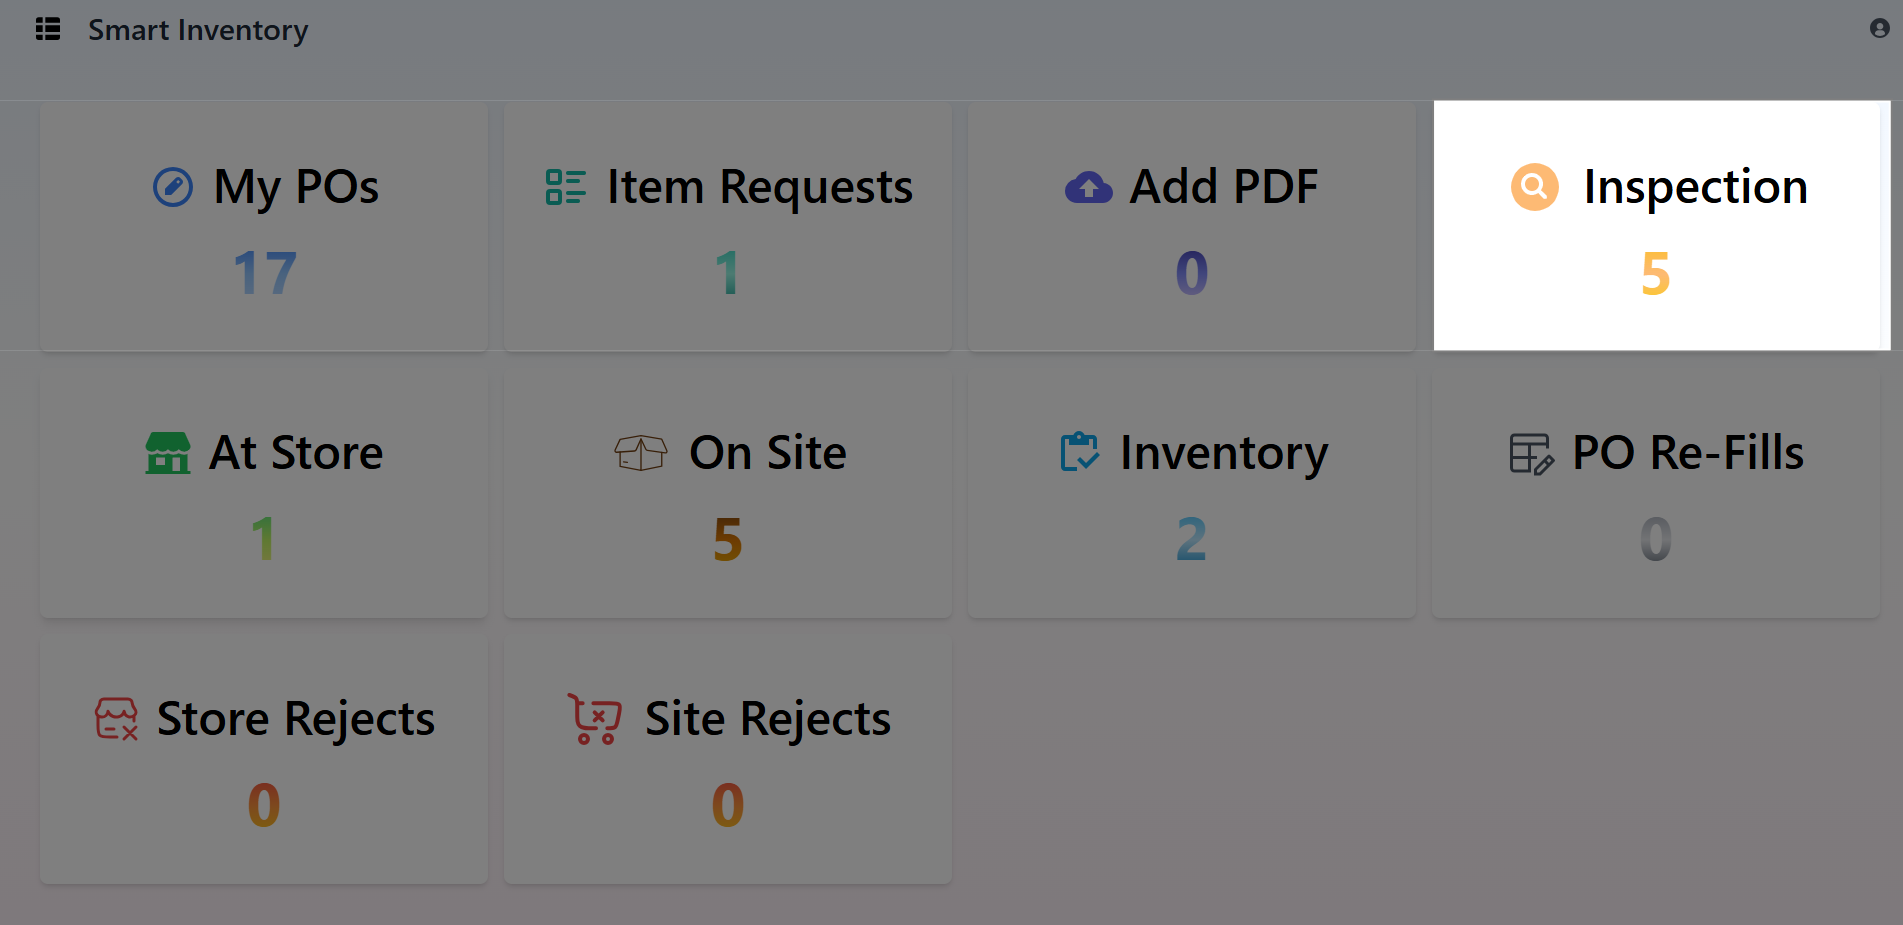 Smart Inventory
My POs
17
Item Requests
1
Add PDF
0
Inspection
5
At Store
1
On Site
5
Inventory
2
PO Re-Fills
0
Store Rejects
0
Site Rejects
0